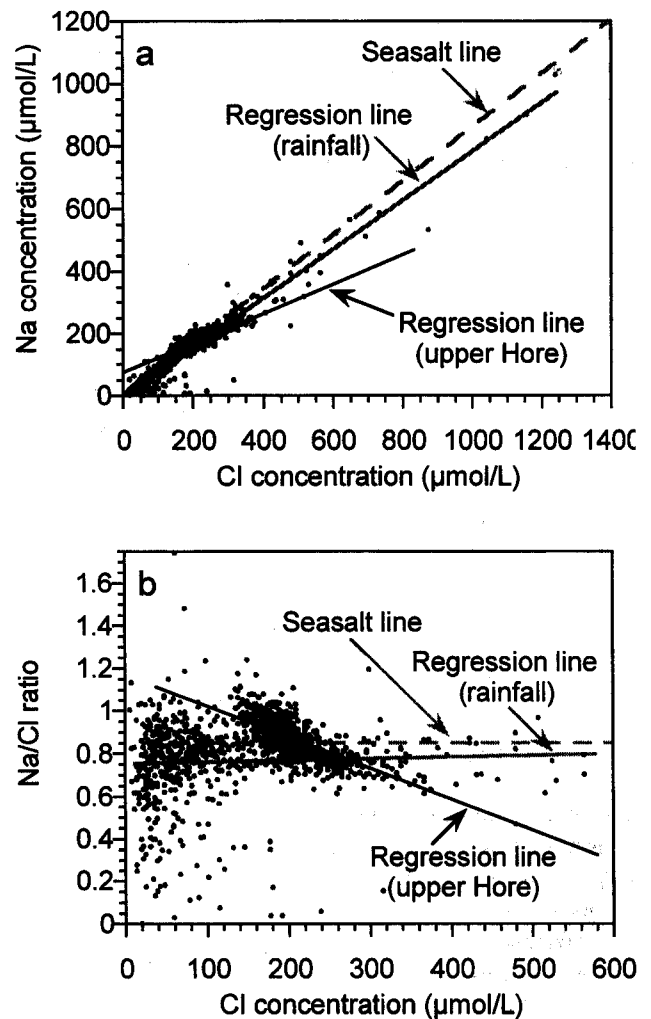 a
1200
1000
800
600
400
200
0
Na concentration (µmol/L)
Seasalt line
Regression line
(rainfall)
Regression line
(upper Hore)
0 200 400 600 800 1000 1200 140
Cl concentration (µmol/L)
b
1.6
1.4
1.2
1
0.8
0.6
0.4
0.2
0
Na/Cl ratio
Seasalt line
Regression line
(rainfall)
Regression line
(upper Hore)
0 100 200 300 400 500 600
Cl concentration (µmol/L)